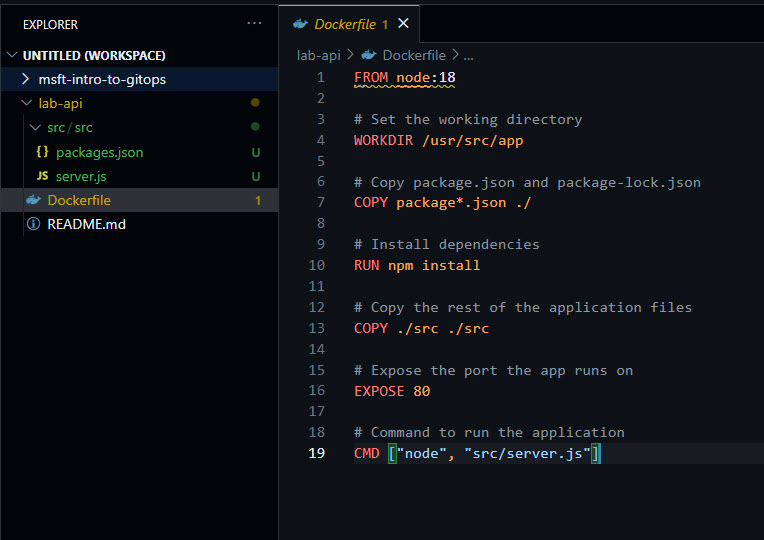 EXPLORER
...
UNTITLED (WORKSPACE)
msft-intro-to-gitops
lab-api
src/src
{} packages.json U
JS server.js U
Dockerfile 1
README.md
Dockerfile 1
lab-api > Dockerfile > ...
1 FROM node:18
2
3 # Set the working directory
4 WORKDIR /usr/src/app
5
6 # Copy package.json and package-lock.json
7 COPY package*.json ./
8
9 # Install dependencies
10 RUN npm install
11
12 # Copy the rest of the application files
13 COPY ./src ./src
14
15 # Expose the port the app runs on
16 EXPOSE 80
17
18 # Command to run the application
19 CMD ["node", "src/server.js"]